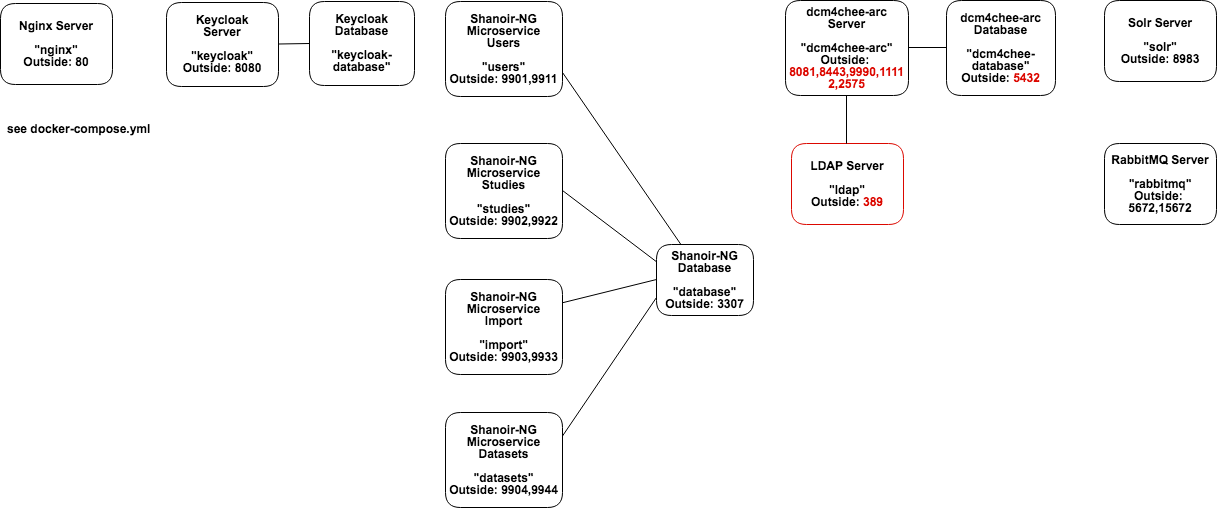 Nginx Server
"nginx"
Outside: 80
Keycloak
Server
"keycloak"
Outside: 8080
Keycloak
Database
"keycloak-
database"
Shanoir-NG
Microservice
Users
"users"
Outside: 9901,9911
dcm4chee-arc
Server
"dcm4chee-arc"
Outside:
8081,8443,9990,1111
2,2575
dcm4chee-arc
Database
"dcm4chee-
database"
Outside: 5432
Solr Server
"solr"
Outside: 8983
see docker-compose.yml
Shanoir-NG
Microservice
Studies
"studies"
Outside: 9902,9922
LDAP Server
"ldap"
Outside: 389
RabbitMQ Server
"rabbitmq"
Outside:
5672,15672
Shanoir-NG
Database
"database"
Outside: 3307
Shanoir-NG
Microservice
Import
"import"
Outside: 9903,9933
Shanoir-NG
Microservice
Datasets
"datasets"
Outside: 9904,9944